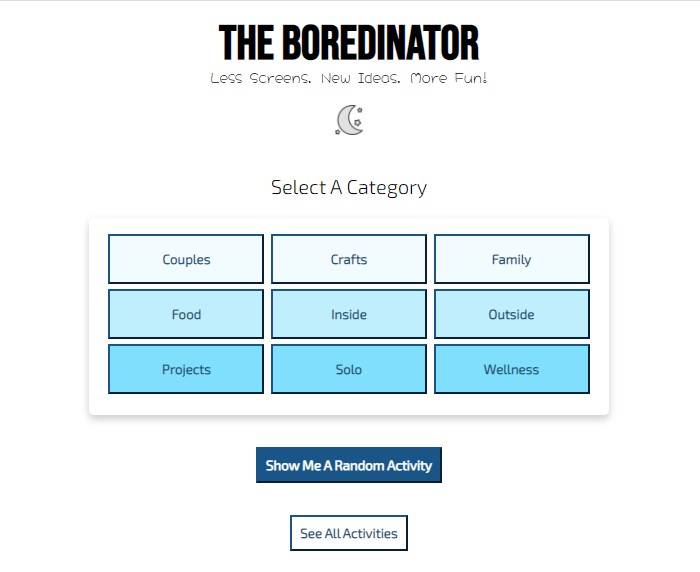 THE BOREDINATOR
Less Screens. New Ideas. More Fun!
Select A Category
Couples
Crafts
Family
Food
Inside
Outside
Projects
Solo
Wellness
Show Me A Random Activity
See All Activities